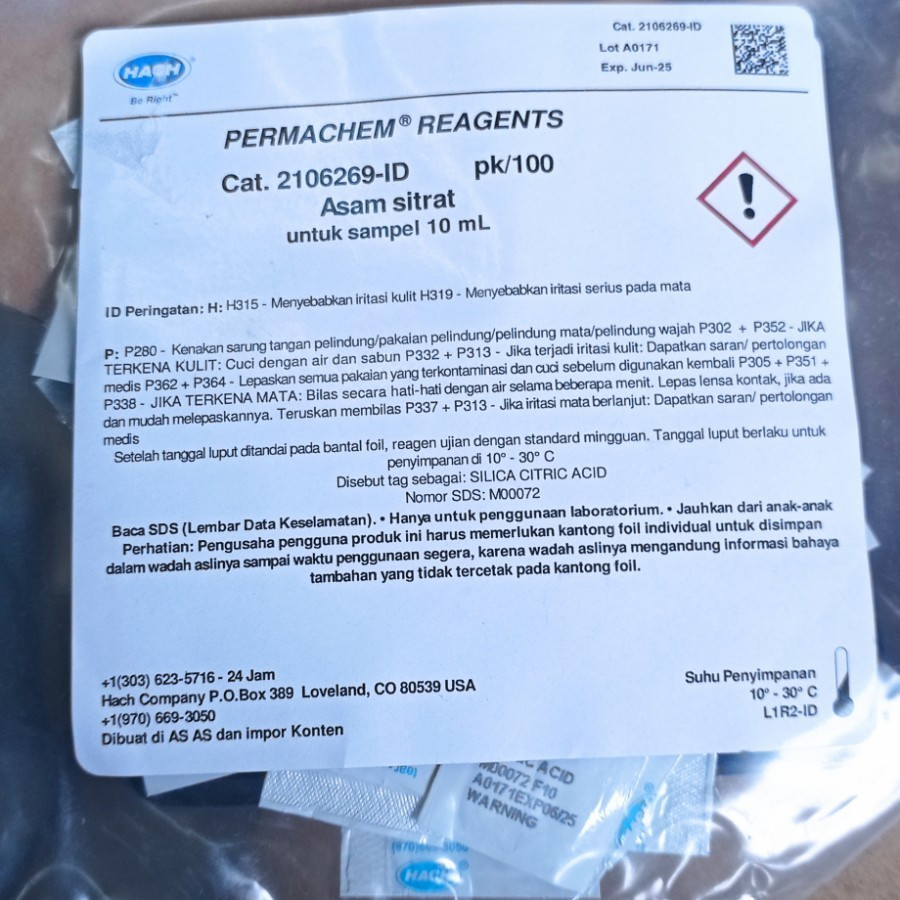 Cat. 2106269-ID
Lot A0171
Exp. Jun-25
HACH
Be Right™
PERMACHEM® REAGENTS
Cat. 2106269-ID pk/100
Asam sitrat
untuk sampel 10 mL
ID Peringatan: H: H315 - Menyebabkan iritasi kulit H319 - Menyebabkan iritasi serius pada mata
P: P280 - Kenakan sarung tangan pelindung/pakaian pelindung/pelindung mata/pelindung wajah P302 + P352 - JIKA
TERKENA KULIT: Cuci dengan air dan sabun P332 + P313 - Jika terjadi iritasi kulit: Dapatkan saran/ pertolongan
medis P362 + P364 - Lepaskan semua pakaian yang terkontaminasi dan cuci sebelum digunakan kembali P305 + P351 +
P338 - JIKA TERKENA MATA: Bilas secara hati-hati dengan air selama beberapa menit. Lepas lensa kontak, jika ada
dan mudah melepaskannya. Teruskan membilas P337 + P313 - Jika iritasi mata berlanjut: Dapatkan saran/ pertolongan
medis
Setelah tanggal luput ditandai pada bantal foil, reagen ujian dengan standard mingguan. Tanggal luput berlaku untuk
penyimpanan di 10° - 30° C
Disebut tag sebagai: SILICA CITRIC ACID
Nomor SDS: M00072
Baca SDS (Lembar Data Keselamatan). • Hanya untuk penggunaan laboratorium. • Jauhkan dari anak-anak
Perhatian: Pengusaha pengguna produk ini harus memerlukan kantong foil individual untuk disimpan
dalam wadah aslinya sampai waktu penggunaan segera, karena wadah aslinya mengandung informasi bahaya
tambahan yang tidak tercetak pada kantong foil.
+1(303) 623-5716 - 24 Jam
Hach Company P.O.Box 389 Loveland, CO 80539 USA
+1(970) 669-3050
Dibuat di AS AS dan impor Konten
Suhu Penyimpanan
10° - 30° C
L1R2-ID
ACID
M00072 F10
A0171EXP06/25
WARNING
HACH